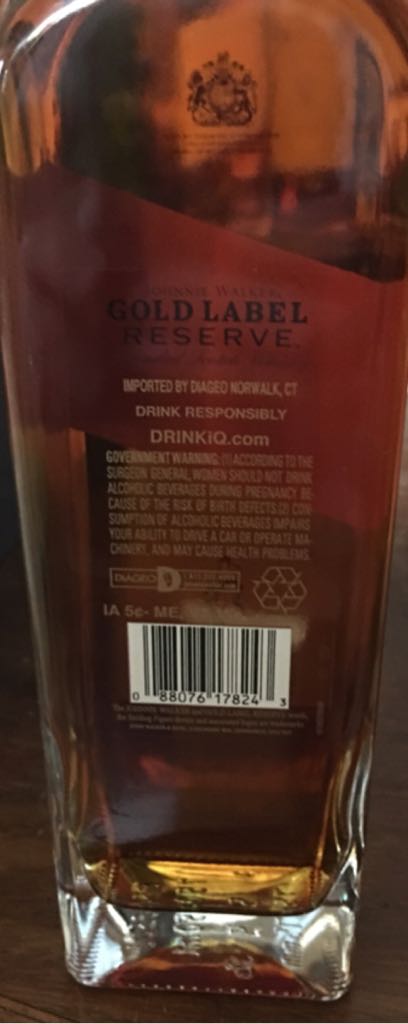 JOHNNIE WALKER
GOLD LABEL
RESERVE
IMPORTED BY DIAGEO NORWALK, CT
DRINK RESPONSIBLY
DRINKiQ.com
GOVERNMENT WARNING: (1) ACCORDING TO THE
SURGEON GENERAL, WOMEN SHOULD NOT DRINK
ALCOHOLIC BEVERAGES DURING PREGNANCY BE-
CAUSE OF THE RISK OF BIRTH DEFECTS. (2) CON-
SUMPTION OF ALCOHOLIC BEVERAGES IMPAIRS
YOUR ABILITY TO DRIVE A CAR OR OPERATE MA-
CHINERY, AND MAY CAUSE HEALTH PROBLEMS.
DIAGEO
IA 5¢- ME,
0 88076 17824 3